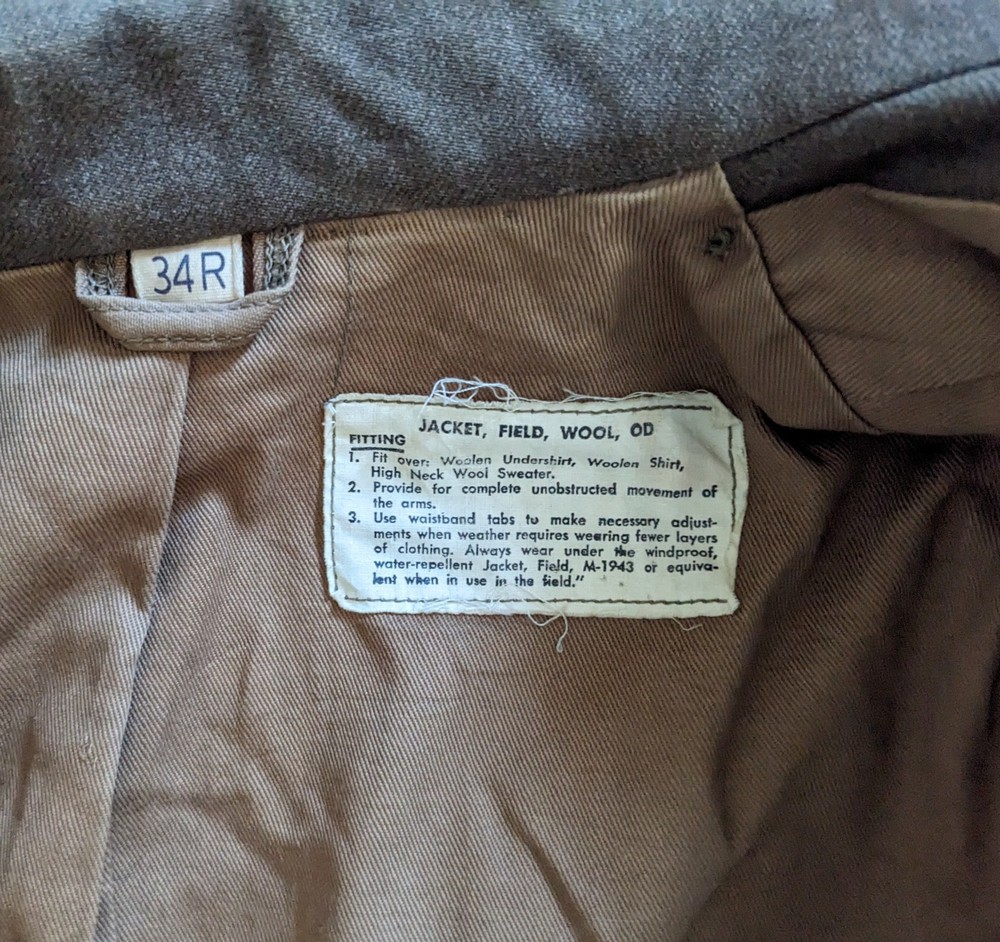 34R
JACKET, FIELD, WOOL, OD
FITTING
1. Fit over: Woolen Undershirt, Woolen Shirt,
High Neck Wool Sweater.
2. Provide for complete unobstructed movement of
the arms.
3. Use waistband tabs to make necessary adjust-
ments when weather requires wearing fewer layers
of clothing. Always wear under the windproof,
water-repellent Jacket, Field, M-1943 or equiva-
lent when in use in the field."